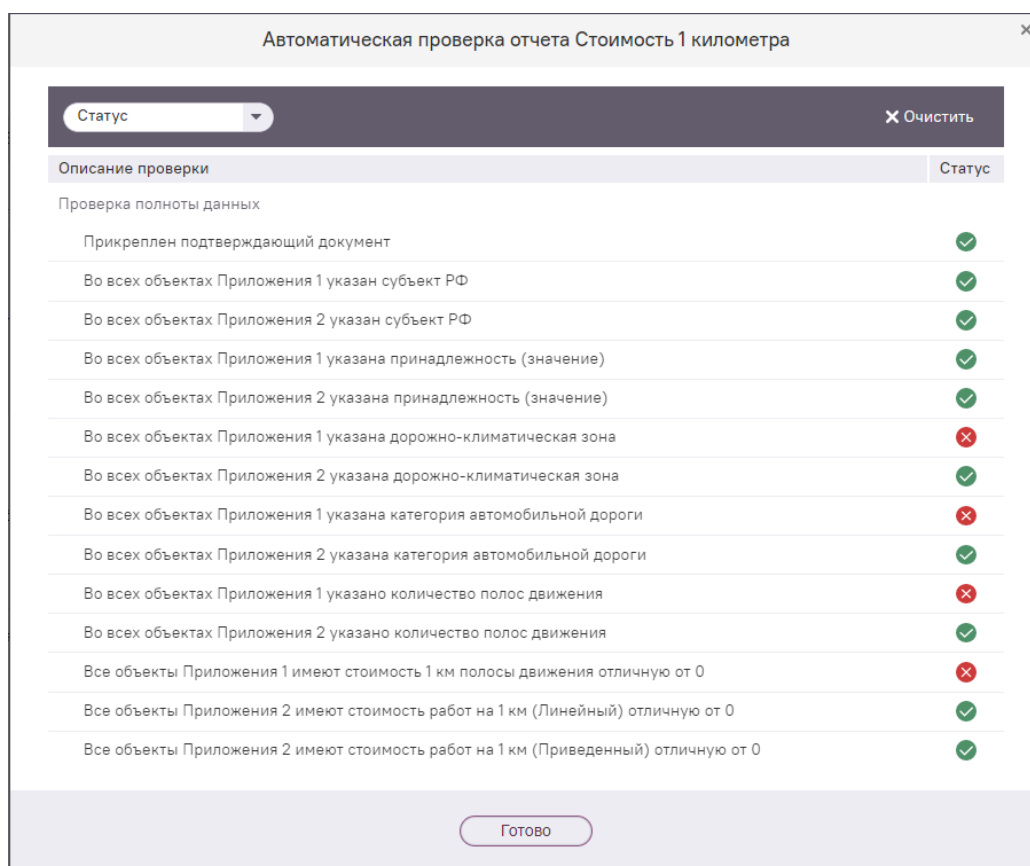 Автоматическая проверка отчета Стоимость 1 километра
Статус
Очистить
Описание проверки Статус
Проверка полноты данных
Прикреплен подтверждающий документ
Во всех объектах Приложения 1 указан субъект РФ
Во всех объектах Приложения 2 указан субъект РФ
Во всех объектах Приложения 1 указана принадлежность (значение)
Во всех объектах Приложения 2 указана принадлежность (значение)
Во всех объектах Приложения 1 указана дорожно-климатическая зона
Во всех объектах Приложения 2 указана дорожно-климатическая зона
Во всех объектах Приложения 1 указана категория автомобильной дороги
Во всех объектах Приложения 2 указана категория автомобильной дороги
Во всех объектах Приложения 1 указано количество полос движения
Во всех объектах Приложения 2 указано количество полос движения
Все объекты Приложения 1 имеют стоимость 1 км полосы движения отличную от 0
Все объекты Приложения 2 имеют стоимость работ на 1 км (Линейный) отличную от 0
Все объекты Приложения 2 имеют стоимость работ на 1 км (Приведенный) отличную от 0
Готово